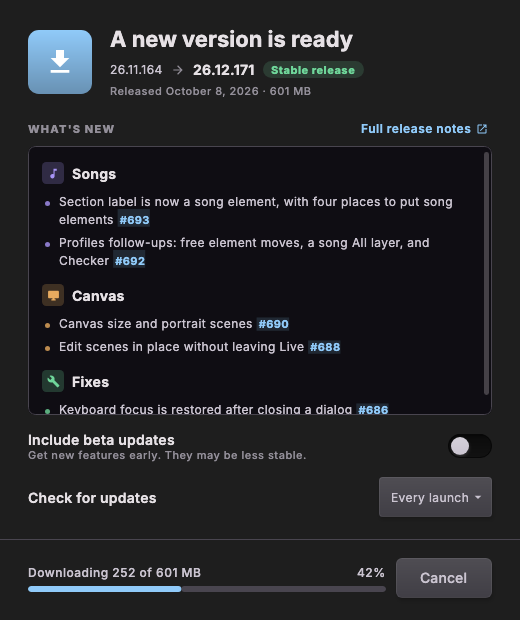 A new version is ready
26.11.164 → 26.12.171 Stable release
Released October 8, 2026 · 601 MB
WHAT'S NEW
Full release notes
Songs
• Section label is now a song element, with four places to put song
elements #693
• Profiles follow-ups: free element moves, a song All layer, and
Checker #692
Canvas
• Canvas size and portrait scenes #690
• Edit scenes in place without leaving Live #688
Fixes
• Keyboard focus is restored after closing a dialog #686
Include beta updates
Get new features early. They may be less stable.
Check for updates
Every launch
Downloading 252 of 601 MB
42%
Cancel